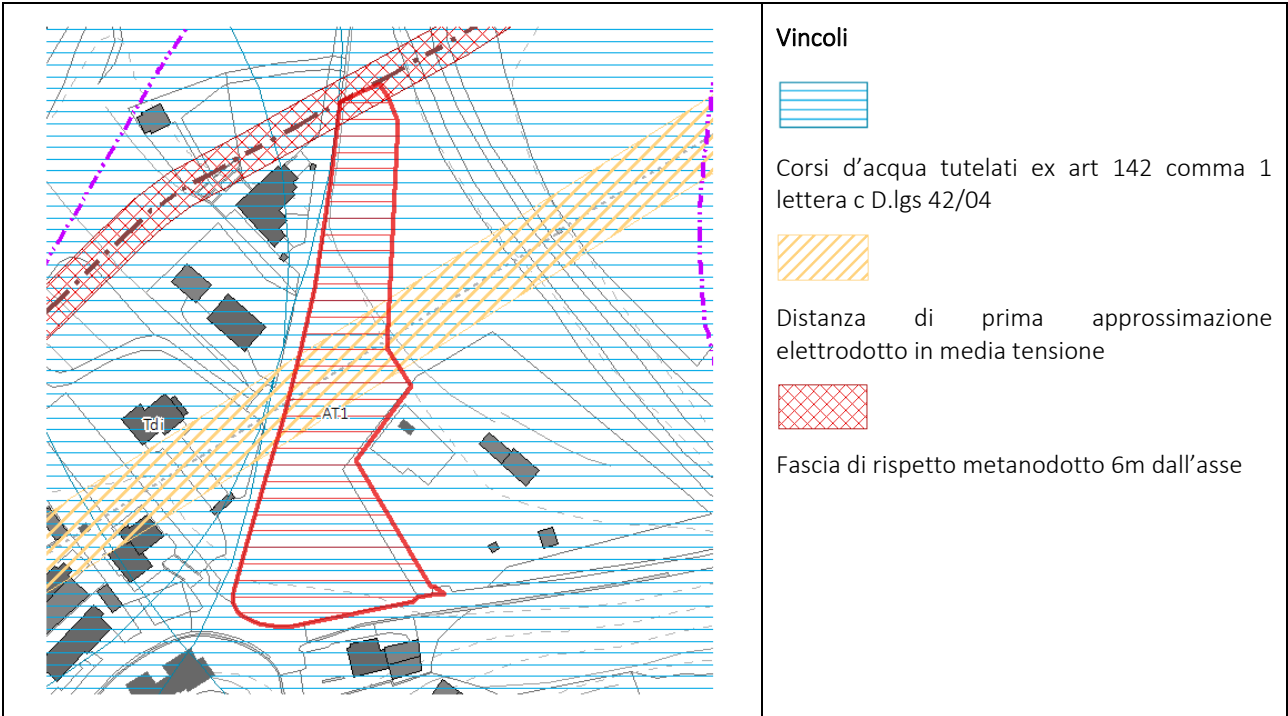 Vincoli
Corsi d’acqua tutelati ex art 142 comma 1
lettera c D.lgs 42/04
Distanza di prima approssimazione
elettrodotto in media tensione
Fascia di rispetto metanodotto 6m dall’asse
AT1
Tdi